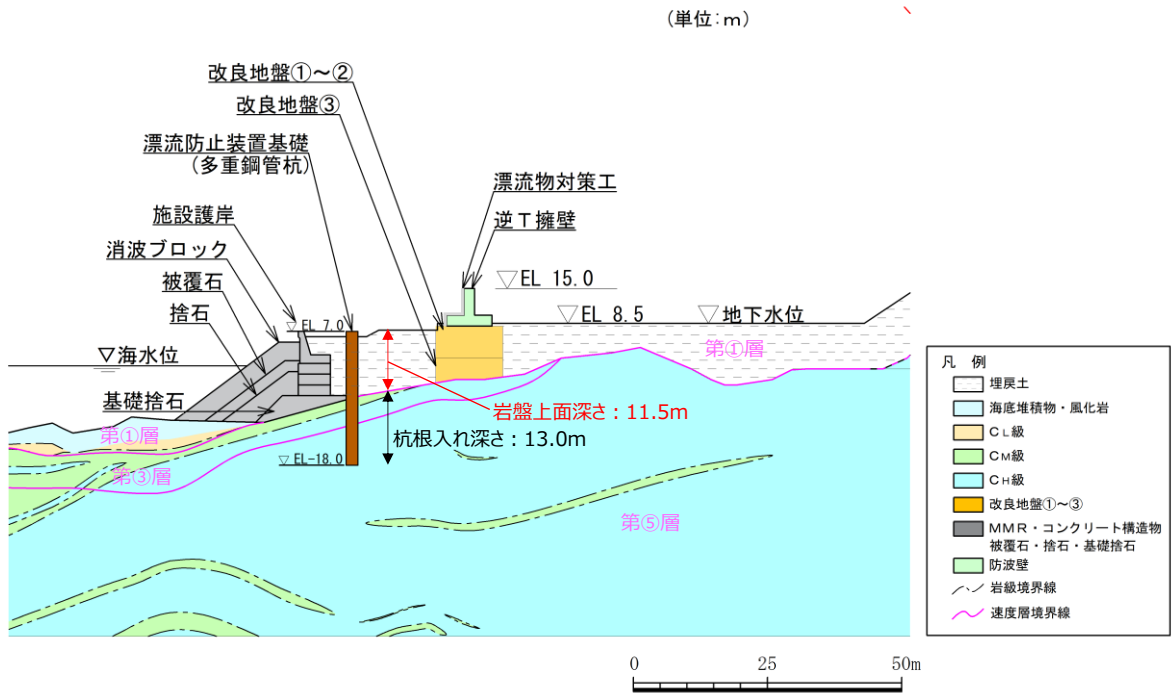 (単位:m)
改良地盤①~②
改良地盤③
漂流防止装置基礎
(多重鋼管杭)
漂流物対策工
施設護岸
逆T擁壁
消波ブロック
▽EL 15.0
被覆石
捨石
▽EL 7.0
▽EL 8.5
▽地下水位
▽海水位
第①層
基礎捨石
岩盤上面深さ:11.5m
第①層
杭根入れ深さ:13.0m
▽EL-18.0
第③層
第⑤層
凡 例
埋戻土
海底堆積物・風化岩
CL級
CM級
CH級
改良地盤①~③
MMR・コンクリート構造物
被覆石・捨石・基礎捨石
防波壁
岩級境界線
速度層境界線
0 25 50m